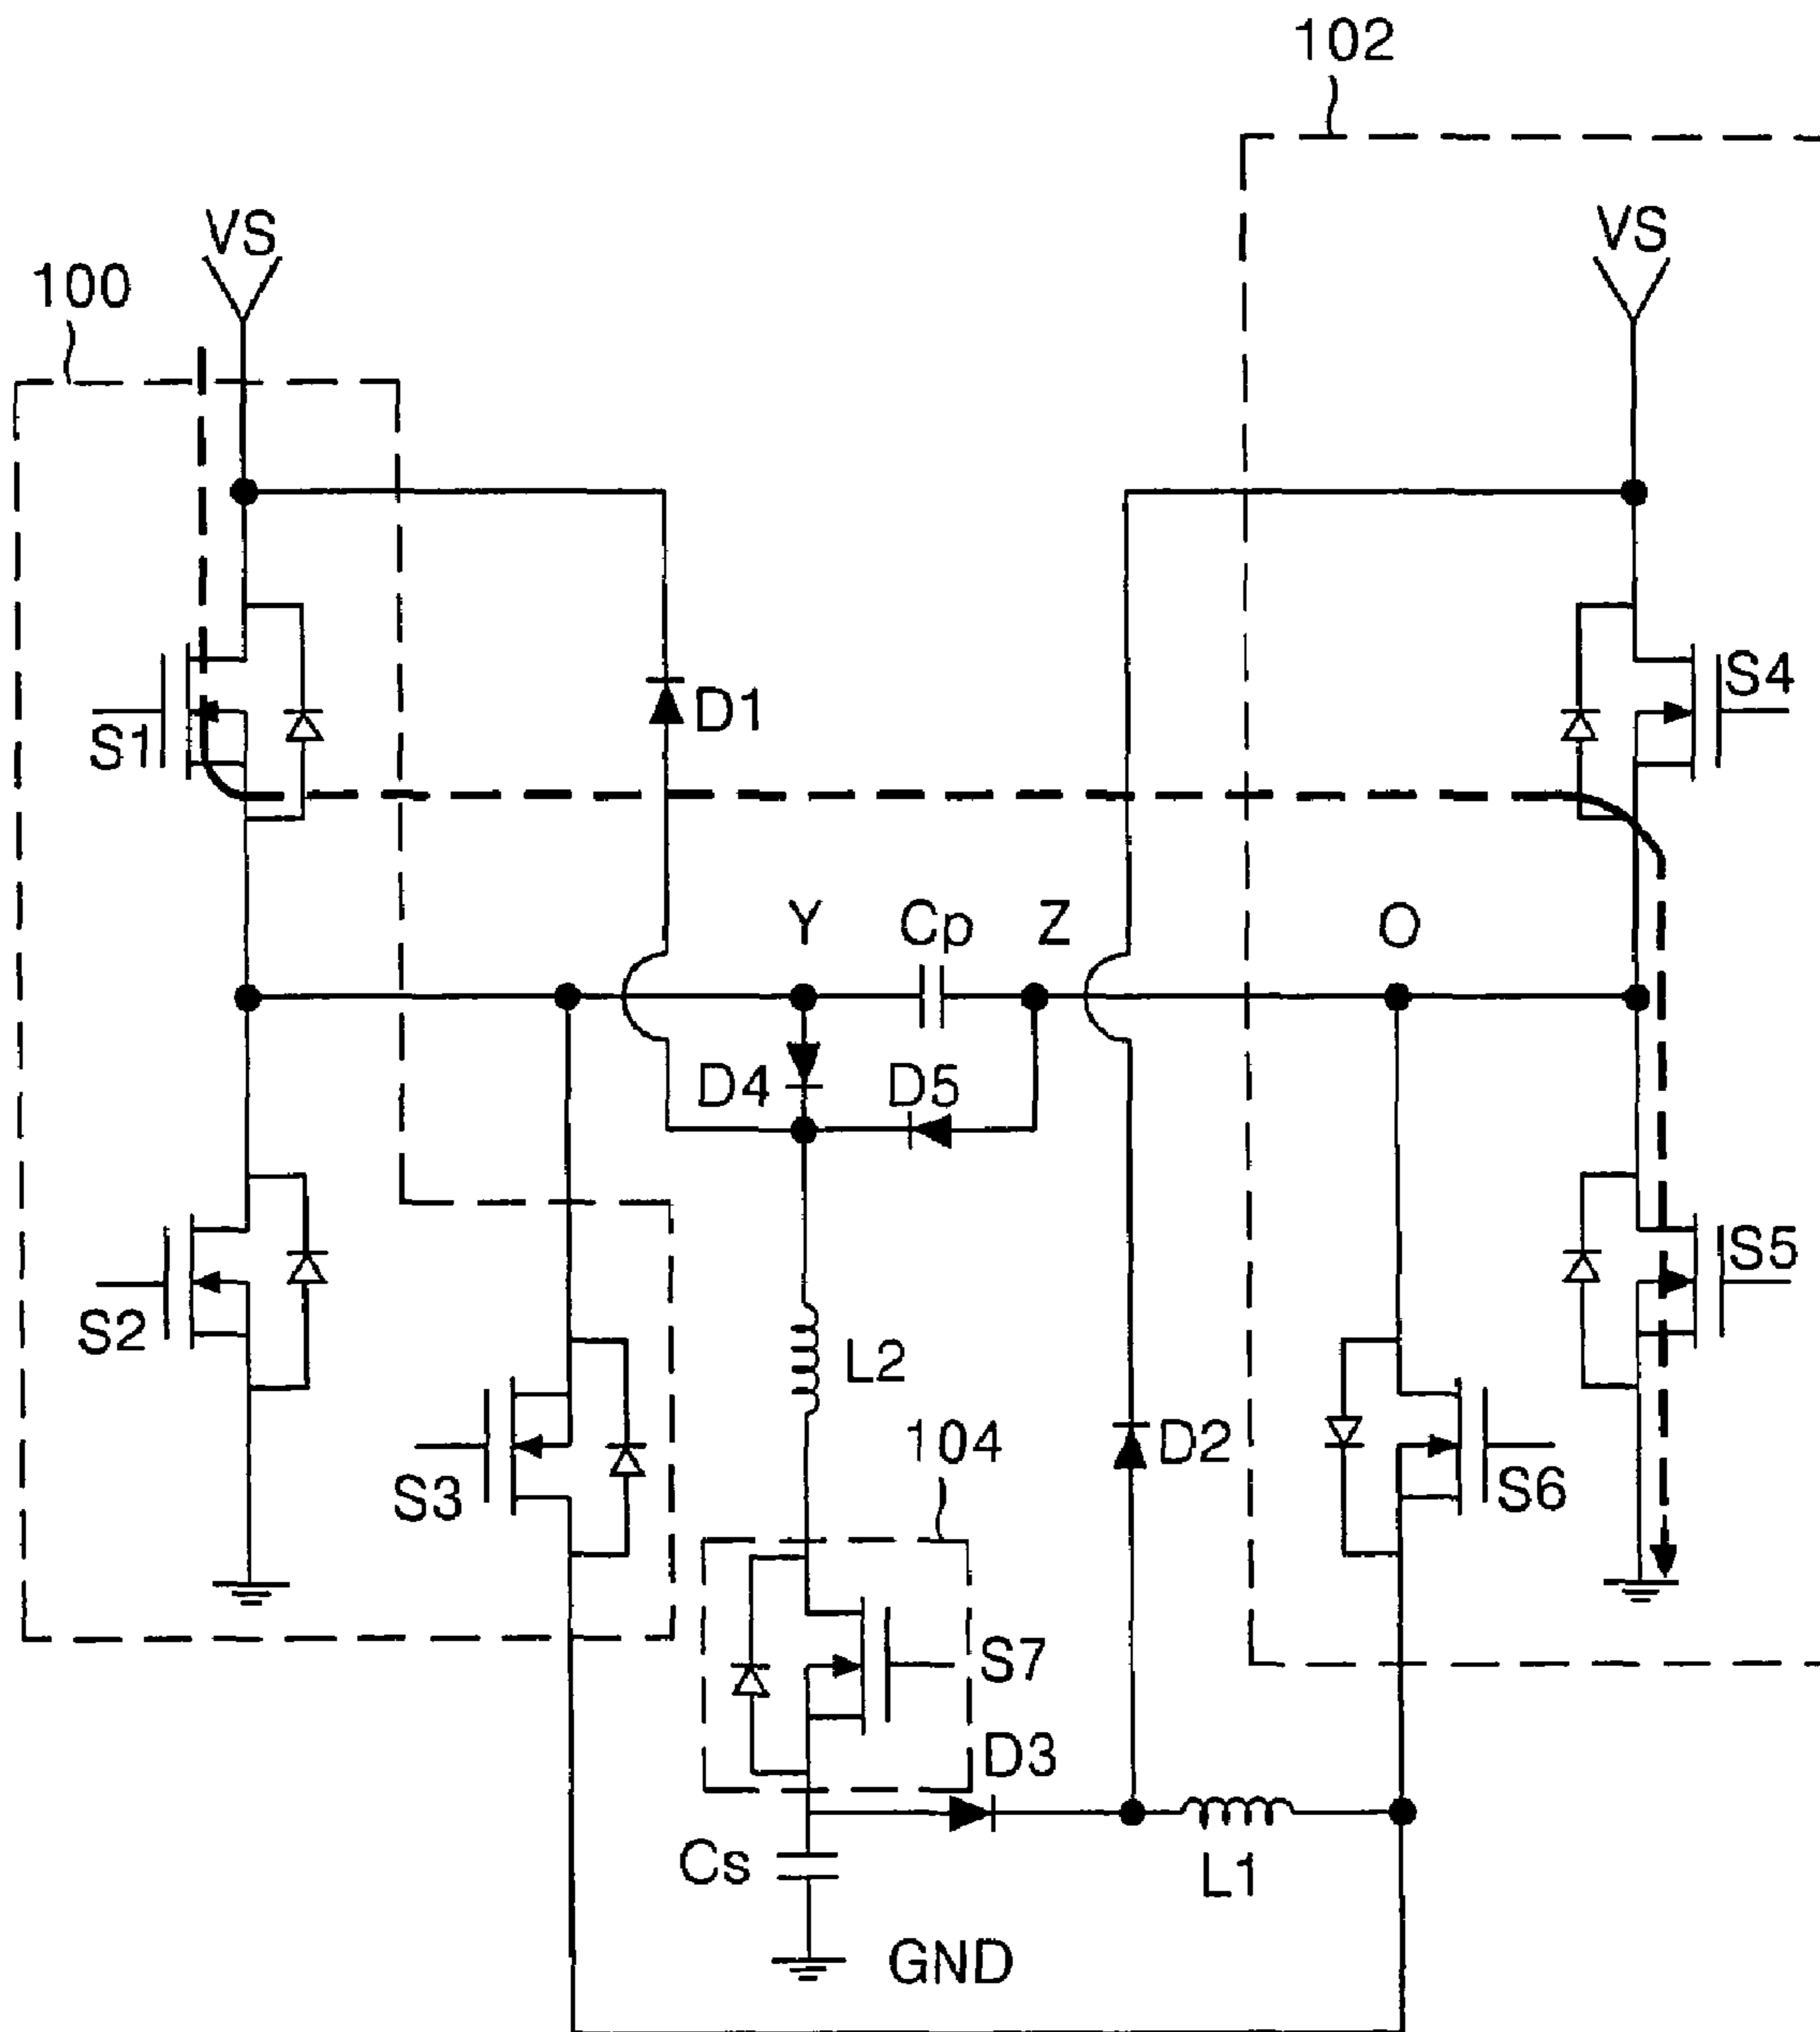 102
VS
VS
100
S4
D1
S1
Y
Cp
Z
O
D4
D5
S5
S2
L2
104
D2
S3
S6
S7
D3
Cs
L1
GND